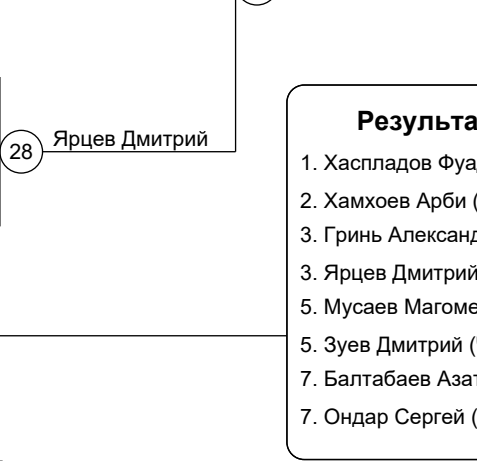 28
Ярцев Дмитрий
1. Хаспладов
2. Хамхоев Арби (
3. Гринь
3. Ярцев Дмитрий
5. Мусаев
5. Зуев Дмитрий (
7. Балтабаев
7. Ондар Сергей (